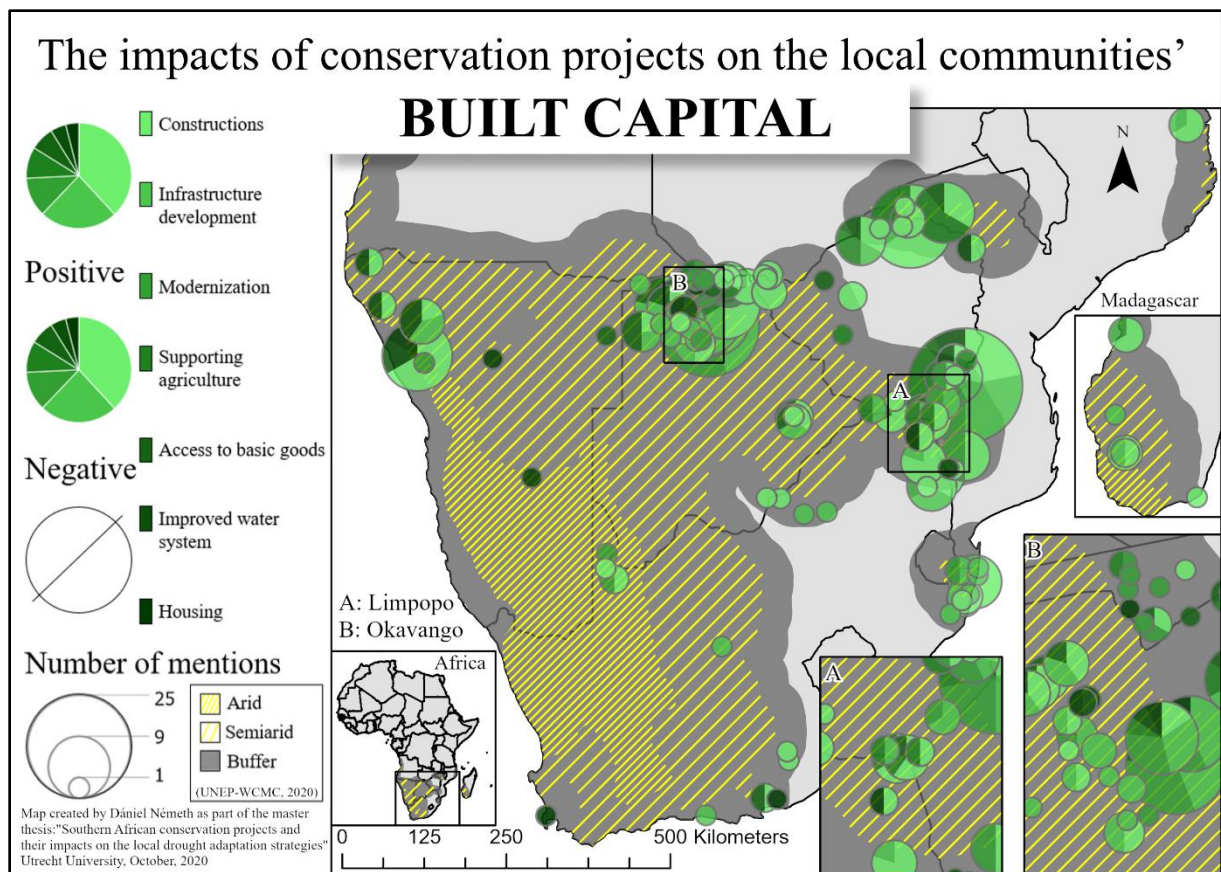 The impacts of conservation projects on the local communities’
BUILT CAPITAL
Constructions
Infrastructure
development
Positive
Modernization
Supporting
agriculture
Negative
Access to basic goods
Improved water
system
Housing
Number of mentions
25
9
1
Arid
Semiarid
Buffer
(UNEP-WCMC, 2020)
Map created by Dániel Németh as part of the master
thesis:"Southern African conservation projects and
their impacts on the local drought adaptation strategies"
Utrecht University, October, 2020
N
B
A
Madagascar
A: Limpopo
B: Okavango
Africa
0 125 250 500 Kilometers
A
B